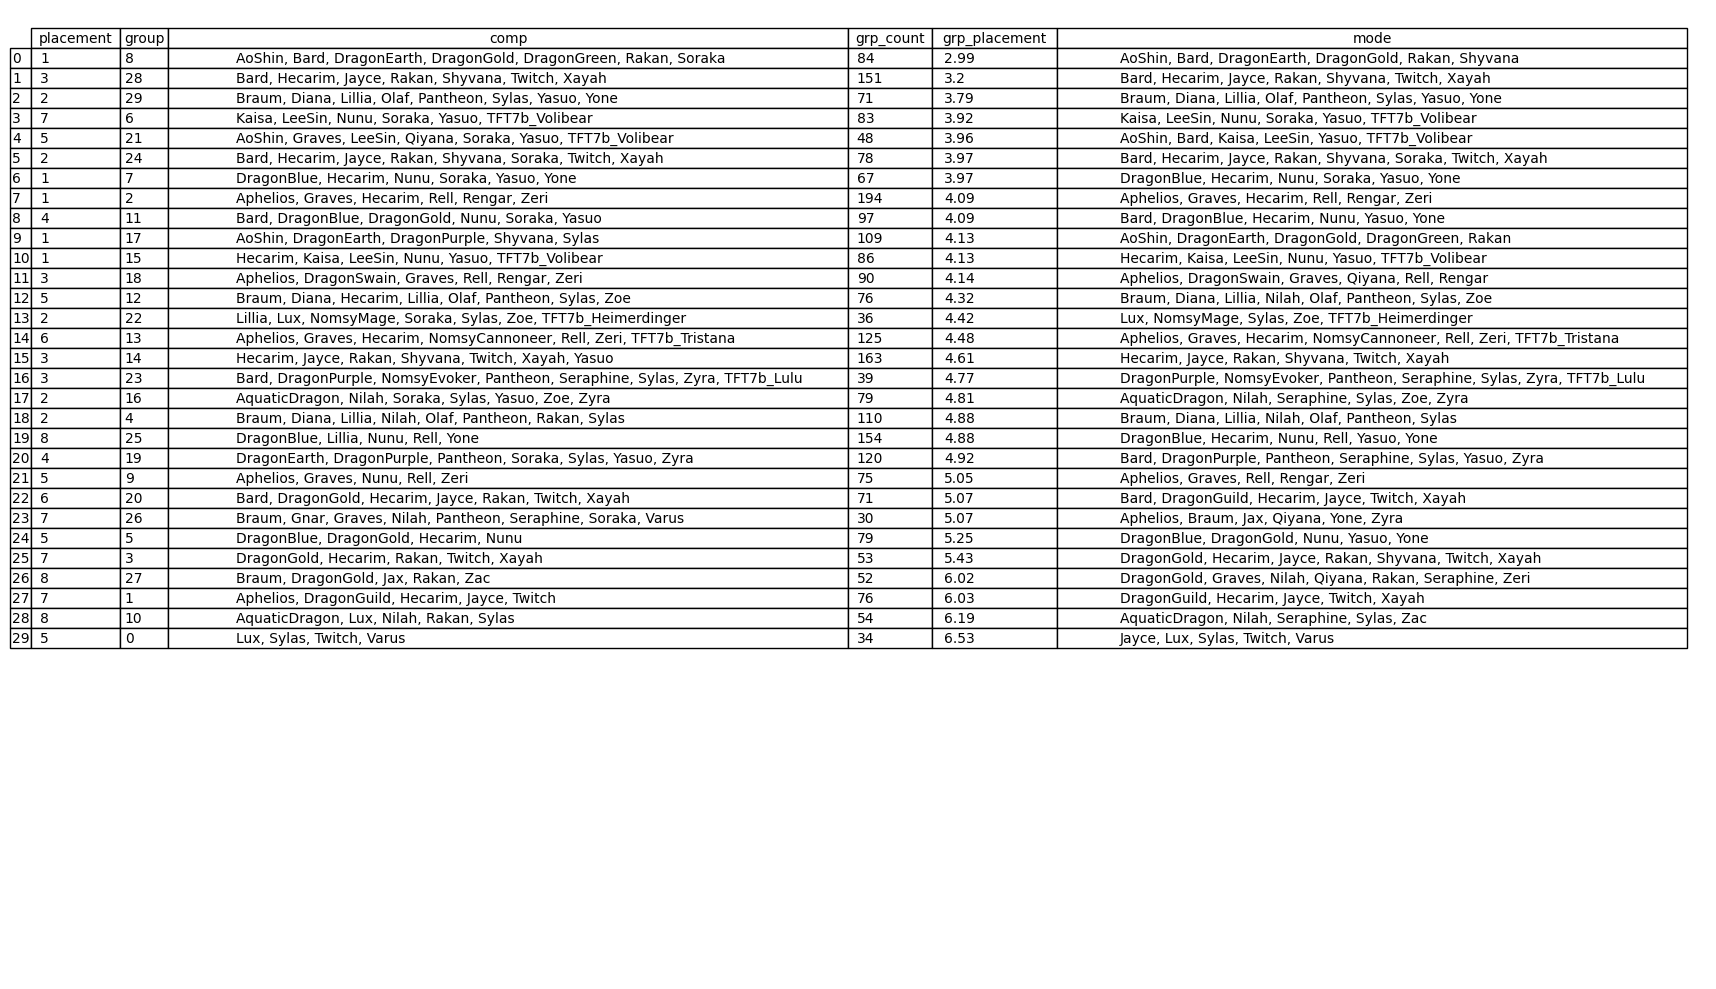 placement group comp grp_count grp_placement mode
0 1 8 AoShin, Bard, DragonEarth, DragonGold, DragonGreen, Rakan, Soraka 84 2.99 AoShin, Bard, DragonEarth, DragonGold, Rakan, Shyvana
1 3 28 Bard, Hecarim, Jayce, Rakan, Shyvana, Twitch, Xayah 151 3.2 Bard, Hecarim, Jayce, Rakan, Shyvana, Twitch, Xayah
2 2 29 Braum, Diana, Lillia, Olaf, Pantheon, Sylas, Yasuo, Yone 71 3.79 Braum, Diana, Lillia, Olaf, Pantheon, Sylas, Yasuo, Yone
3 7 6 Kaisa, LeeSin, Nunu, Soraka, Yasuo, TFT7b_Volibear 83 3.92 Kaisa, LeeSin, Nunu, Soraka, Yasuo, TFT7b_Volibear
4 5 21 AoShin, Graves, LeeSin, Qiyana, Soraka, Yasuo, TFT7b_Volibear 48 3.96 AoShin, Bard, Kaisa, LeeSin, Yasuo, TFT7b_Volibear
5 2 24 Bard, Hecarim, Jayce, Rakan, Shyvana, Soraka, Twitch, Xayah 78 3.97 Bard, Hecarim, Jayce, Rakan, Shyvana, Soraka, Twitch, Xayah
6 1 7 DragonBlue, Hecarim, Nunu, Soraka, Yasuo, Yone 67 3.97 DragonBlue, Hecarim, Nunu, Soraka, Yasuo, Yone
7 1 2 Aphelios, Graves, Hecarim, Rell, Rengar, Zeri 194 4.09 Aphelios, Graves, Hecarim, Rell, Rengar, Zeri
8 4 11 Bard, DragonBlue, DragonGold, Nunu, Soraka, Yasuo 97 4.09 Bard, DragonBlue, Hecarim, Nunu, Yasuo, Yone
9 1 17 AoShin, DragonEarth, DragonPurple, Shyvana, Sylas 109 4.13 AoShin, DragonEarth, DragonGold, DragonGreen, Rakan
10 1 15 Hecarim, Kaisa, LeeSin, Nunu, Yasuo, TFT7b_Volibear 86 4.13 Hecarim, Kaisa, LeeSin, Nunu, Yasuo, TFT7b_Volibear
11 3 18 Aphelios, DragonSwain, Graves, Rell, Rengar, Zeri 90 4.14 Aphelios, DragonSwain, Graves, Qiyana, Rell, Rengar
12 5 12 Braum, Diana, Hecarim, Lillia, Olaf, Pantheon, Sylas, Zoe 76 4.32 Braum, Diana, Lillia, Nilah, Olaf, Pantheon, Sylas, Zoe
13 2 22 Lillia, Lux, NomsyMage, Soraka, Sylas, Zoe, TFT7b_Heimerdinger 36 4.42 Lux, NomsyMage, Sylas, Zoe, TFT7b_Heimerdinger
14 6 13 Aphelios, Graves, Hecarim, NomsyCannoneer, Rell, Zeri, TFT7b_Tristana 125 4.48 Aphelios, Graves, Hecarim, NomsyCannoneer, Rell, Zeri, TFT7b_Tristana
15 3 14 Hecarim, Jayce, Rakan, Shyvana, Twitch, Xayah, Yasuo 163 4.61 Hecarim, Jayce, Rakan, Shyvana, Twitch, Xayah
16 3 23 Bard, DragonPurple, NomsyEvoker, Pantheon, Seraphine, Sylas, Zyra, TFT7b_Lulu 39 4.77 DragonPurple, NomsyEvoker, Pantheon, Seraphine, Sylas, Zyra, TFT7b_Lulu
17 2 16 AquaticDragon, Nilah, Soraka, Sylas, Yasuo, Zoe, Zyra 79 4.81 AquaticDragon, Nilah, Seraphine, Sylas, Zoe, Zyra
18 2 4 Braum, Diana, Lillia, Nilah, Olaf, Pantheon, Rakan, Sylas 110 4.88 Braum, Diana, Lillia, Nilah, Olaf, Pantheon, Sylas
19 8 25 DragonBlue, Lillia, Nunu, Rell, Yone 154 4.88 DragonBlue, Hecarim, Nunu, Rell, Yasuo, Yone
20 4 19 DragonEarth, DragonPurple, Pantheon, Soraka, Sylas, Yasuo, Zyra 120 4.92 Bard, DragonPurple, Pantheon, Seraphine, Sylas, Yasuo, Zyra
21 5 9 Aphelios, Graves, Nunu, Rell, Zeri 75 5.05 Aphelios, Graves, Rell, Rengar, Zeri
22 6 20 Bard, DragonGold, Hecarim, Jayce, Rakan, Twitch, Xayah 71 5.07 Bard, DragonGuild, Hecarim, Jayce, Twitch, Xayah
23 7 26 Braum, Gnar, Graves, Nilah, Pantheon, Seraphine, Soraka, Varus 30 5.07 Aphelios, Braum, Jax, Qiyana, Yone, Zyra
24 5 5 DragonBlue, DragonGold, Hecarim, Nunu 79 5.25 DragonBlue, DragonGold, Nunu, Yasuo, Yone
25 7 3 DragonGold, Hecarim, Rakan, Twitch, Xayah 53 5.43 DragonGold, Hecarim, Jayce, Rakan, Shyvana, Twitch, Xayah
26 8 27 Braum, DragonGold, Jax, Rakan, Zac 52 6.02 DragonGold, Graves, Nilah, Qiyana, Rakan, Seraphine, Zeri
27 7 1 Aphelios, DragonGuild, Hecarim, Jayce, Twitch 76 6.03 DragonGuild, Hecarim, Jayce, Twitch, Xayah
28 8 10 AquaticDragon, Lux, Nilah, Rakan, Sylas 54 6.19 AquaticDragon, Nilah, Seraphine, Sylas, Zac
29 5 0 Lux, Sylas, Twitch, Varus 34 6.53 Jayce, Lux, Sylas, Twitch, Varus